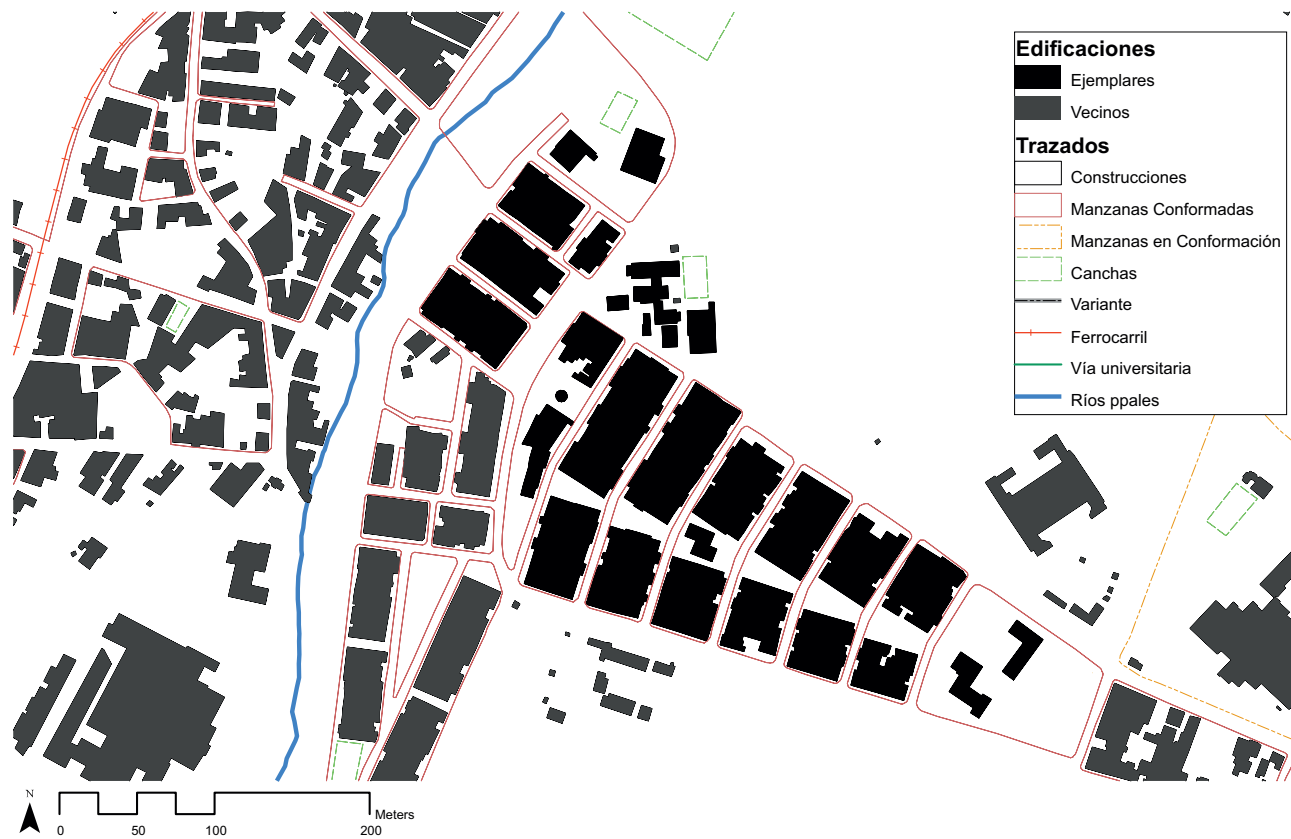 Edificaciones
Ejemplares
Vecinos
Trazados
Construcciones
Manzanas Conformadas
Manzanas en Conformación
Canchas
Variante
Ferrocarril
Vía universitaria
Ríos ppales
N
Meters
0 50 100 200